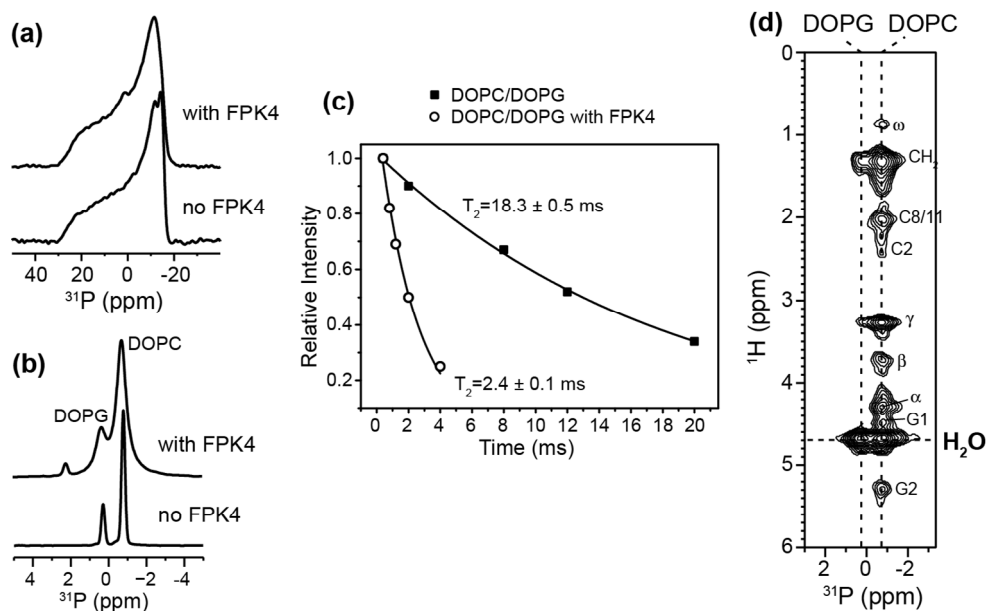 (a)
with FPK4
no FPK4
40 20 0 -20
³¹P (ppm)
(b)
DOPC
DOPG
with FPK4
no FPK4
4 2 0 -2 -4
³¹P (ppm)
(c)
DOPC/DOPG
DOPC/DOPG with FPK4
1.0
0.8
0.6
0.4
0.2
Relative Intensity
T₂=18.3 ± 0.5 ms
T₂=2.4 ± 0.1 ms
0 2 4 6 8 10 12 14 16 18 20
Time (ms)
(d)
DOPG DOPC
0
1
2
3
4
5
6
¹H (ppm)
ω
CH₂
C8/11
C2
γ
β
α
G1
H₂O
G2
2 0 -2
³¹P (ppm)